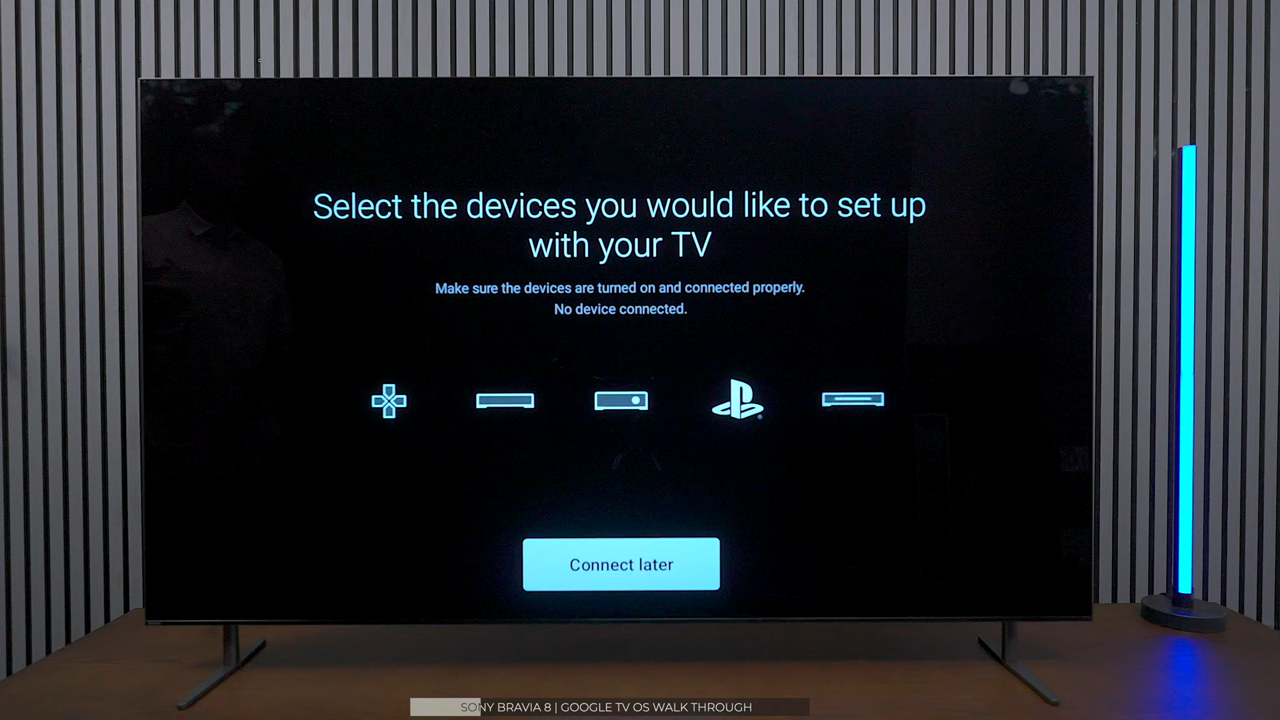 Select the devices you would like to set up
with your TV
Make sure the devices are turned on and connected properly.
No device connected.
Connect later
SONY BRAVIA 8 | GOOGLE TV OS WALK THROUGH